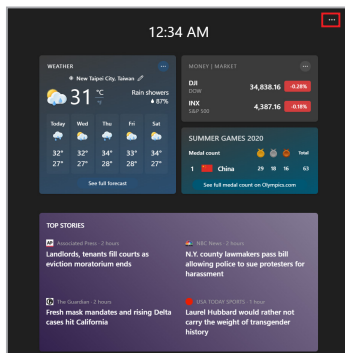 12:34 AM
WEATHER
New Taipei City, Taiwan
31 °C
°F
Rain showers
87%
Today Wed Thu Fri Sat
32° 32° 34° 33° 34°
27° 27° 28° 28° 27°
See full forecast
MONEY | MARKET
DJI
DOW
34,838.16 -0.28%
INX
S&P 500
4,387.16 -0.18%
SUMMER GAMES 2020
Medal count Total
1 China 29 18 16 63
See full medal count on Olympics.com
TOP STORIES
AP Associated Press · 2 hours
Landlords, tenants fill courts as
eviction moratorium ends
NBC News · 2 hours
N.Y. county lawmakers pass bill
allowing police to sue protesters for
harassment
The Guardian · 2 hours
Fresh mask mandates and rising Delta
cases hit California
USA TODAY SPORTS · 1 hour
Laurel Hubbard would rather not
carry the weight of transgender
history